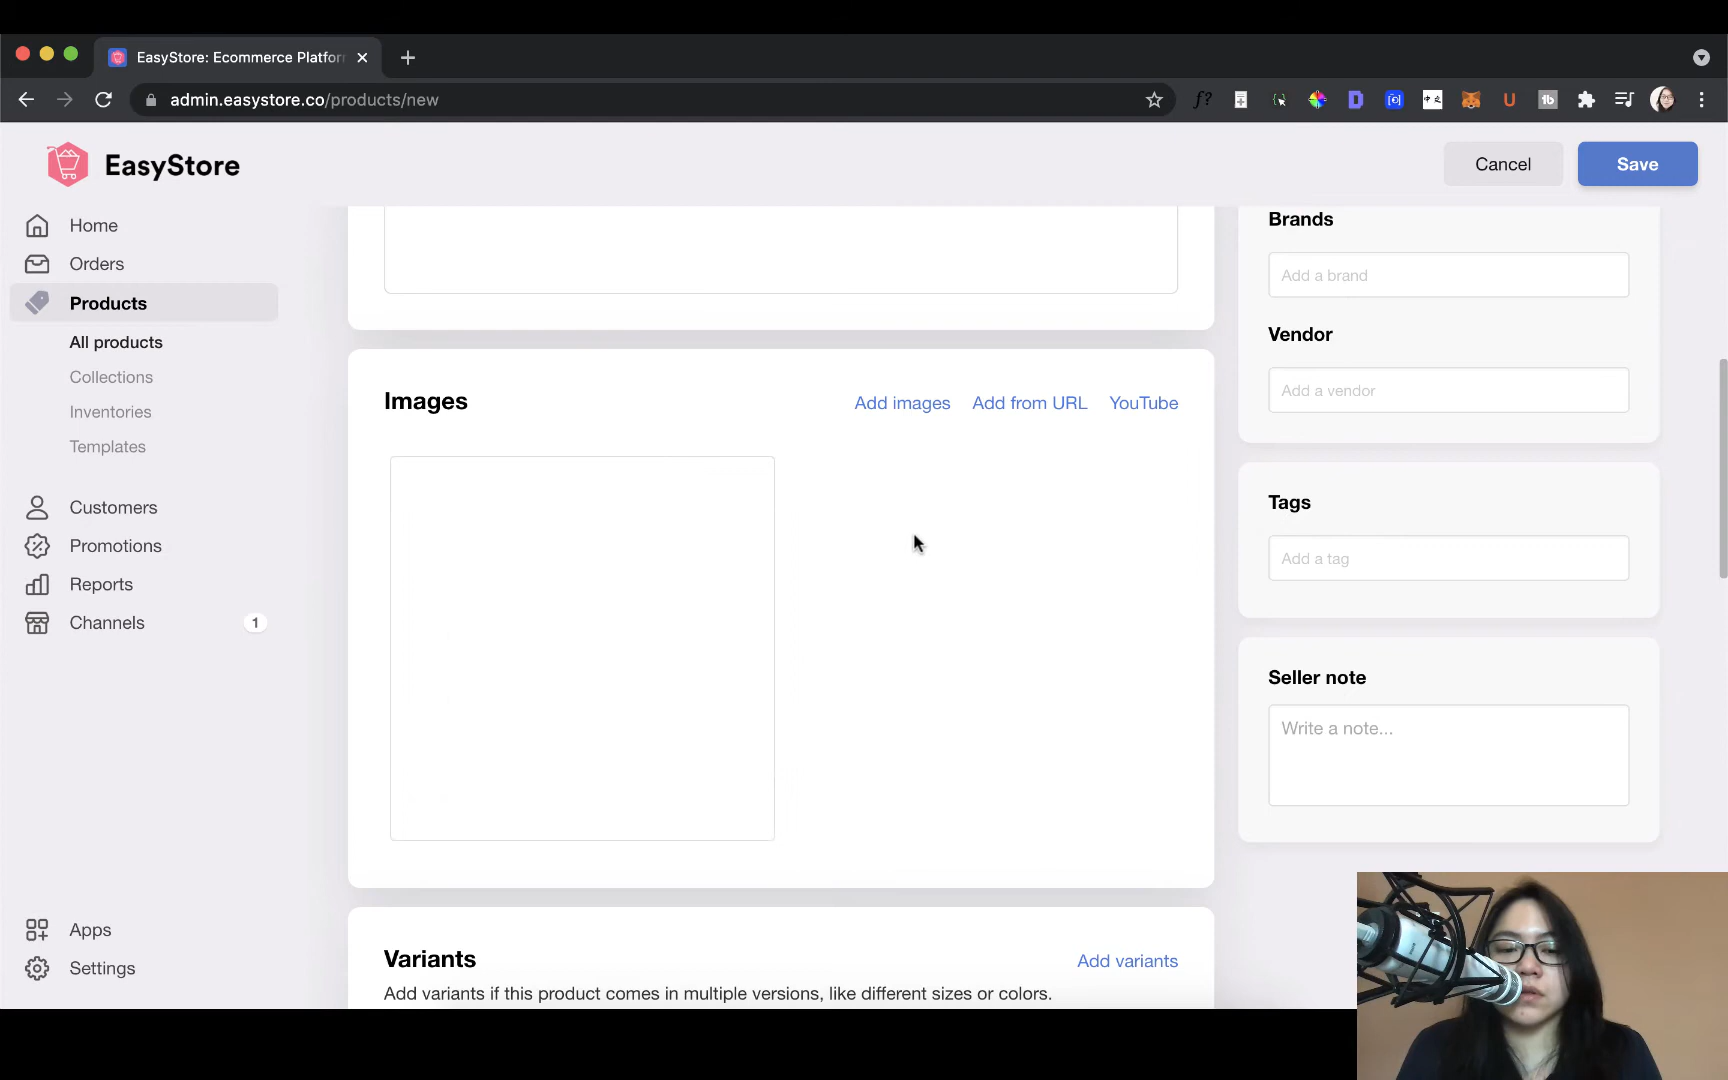 EasyStore: Ecommerce Platfor
admin.easystore.co/products/new
EasyStore
Cancel
Save
Home
Orders
Products
All products
Collections
Inventories
Templates
Customers
Promotions
Reports
Channels
1
Apps
Settings
Images
Add images
Add from URL
YouTube
Variants
Add variants
Add variants if this product comes in multiple versions, like different sizes or colors.
Brands
Add a brand
Vendor
Add a vendor
Tags
Add a tag
Seller note
Write a note...